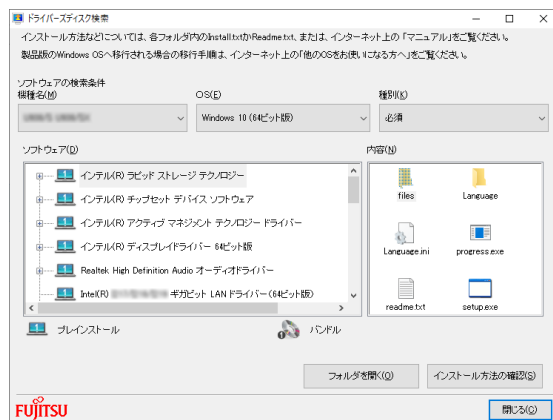 ドライバーズディスク検索
インストール方法などについては、各フォルダ内のInstall.txtかReadme.txt、または、インターネット上の「マニュアル」をご覧ください。
製品版のWindows OSへ移行される場合の移行手順は、インターネット上の「他のOSをお使いになる方へ」をご覧ください。
ソフトウェアの検索条件
機種名(M) OS(E) 種別(K)
Windows 10 (64ビット版) 必須
ソフトウェア(D) 内容(N)
インテル(R) ラピッド ストレージ テクノロジー
インテル(R) チップセット デバイス ソフトウェア
インテル(R) アクティブ マネジメント テクノロジー ドライバー
インテル(R) ディスプレイドライバー 64ビット版
Realtek High Definition Audio オーディオドライバー
Intel(R) ギガビット LANドライバー(64ビット版)
files Language
Language.ini progress.exe
readme.txt setup.exe
プレインストール バンドル
フォルダを開く(O) インストール方法の確認(S)
FUJITSU 閉じる(C)